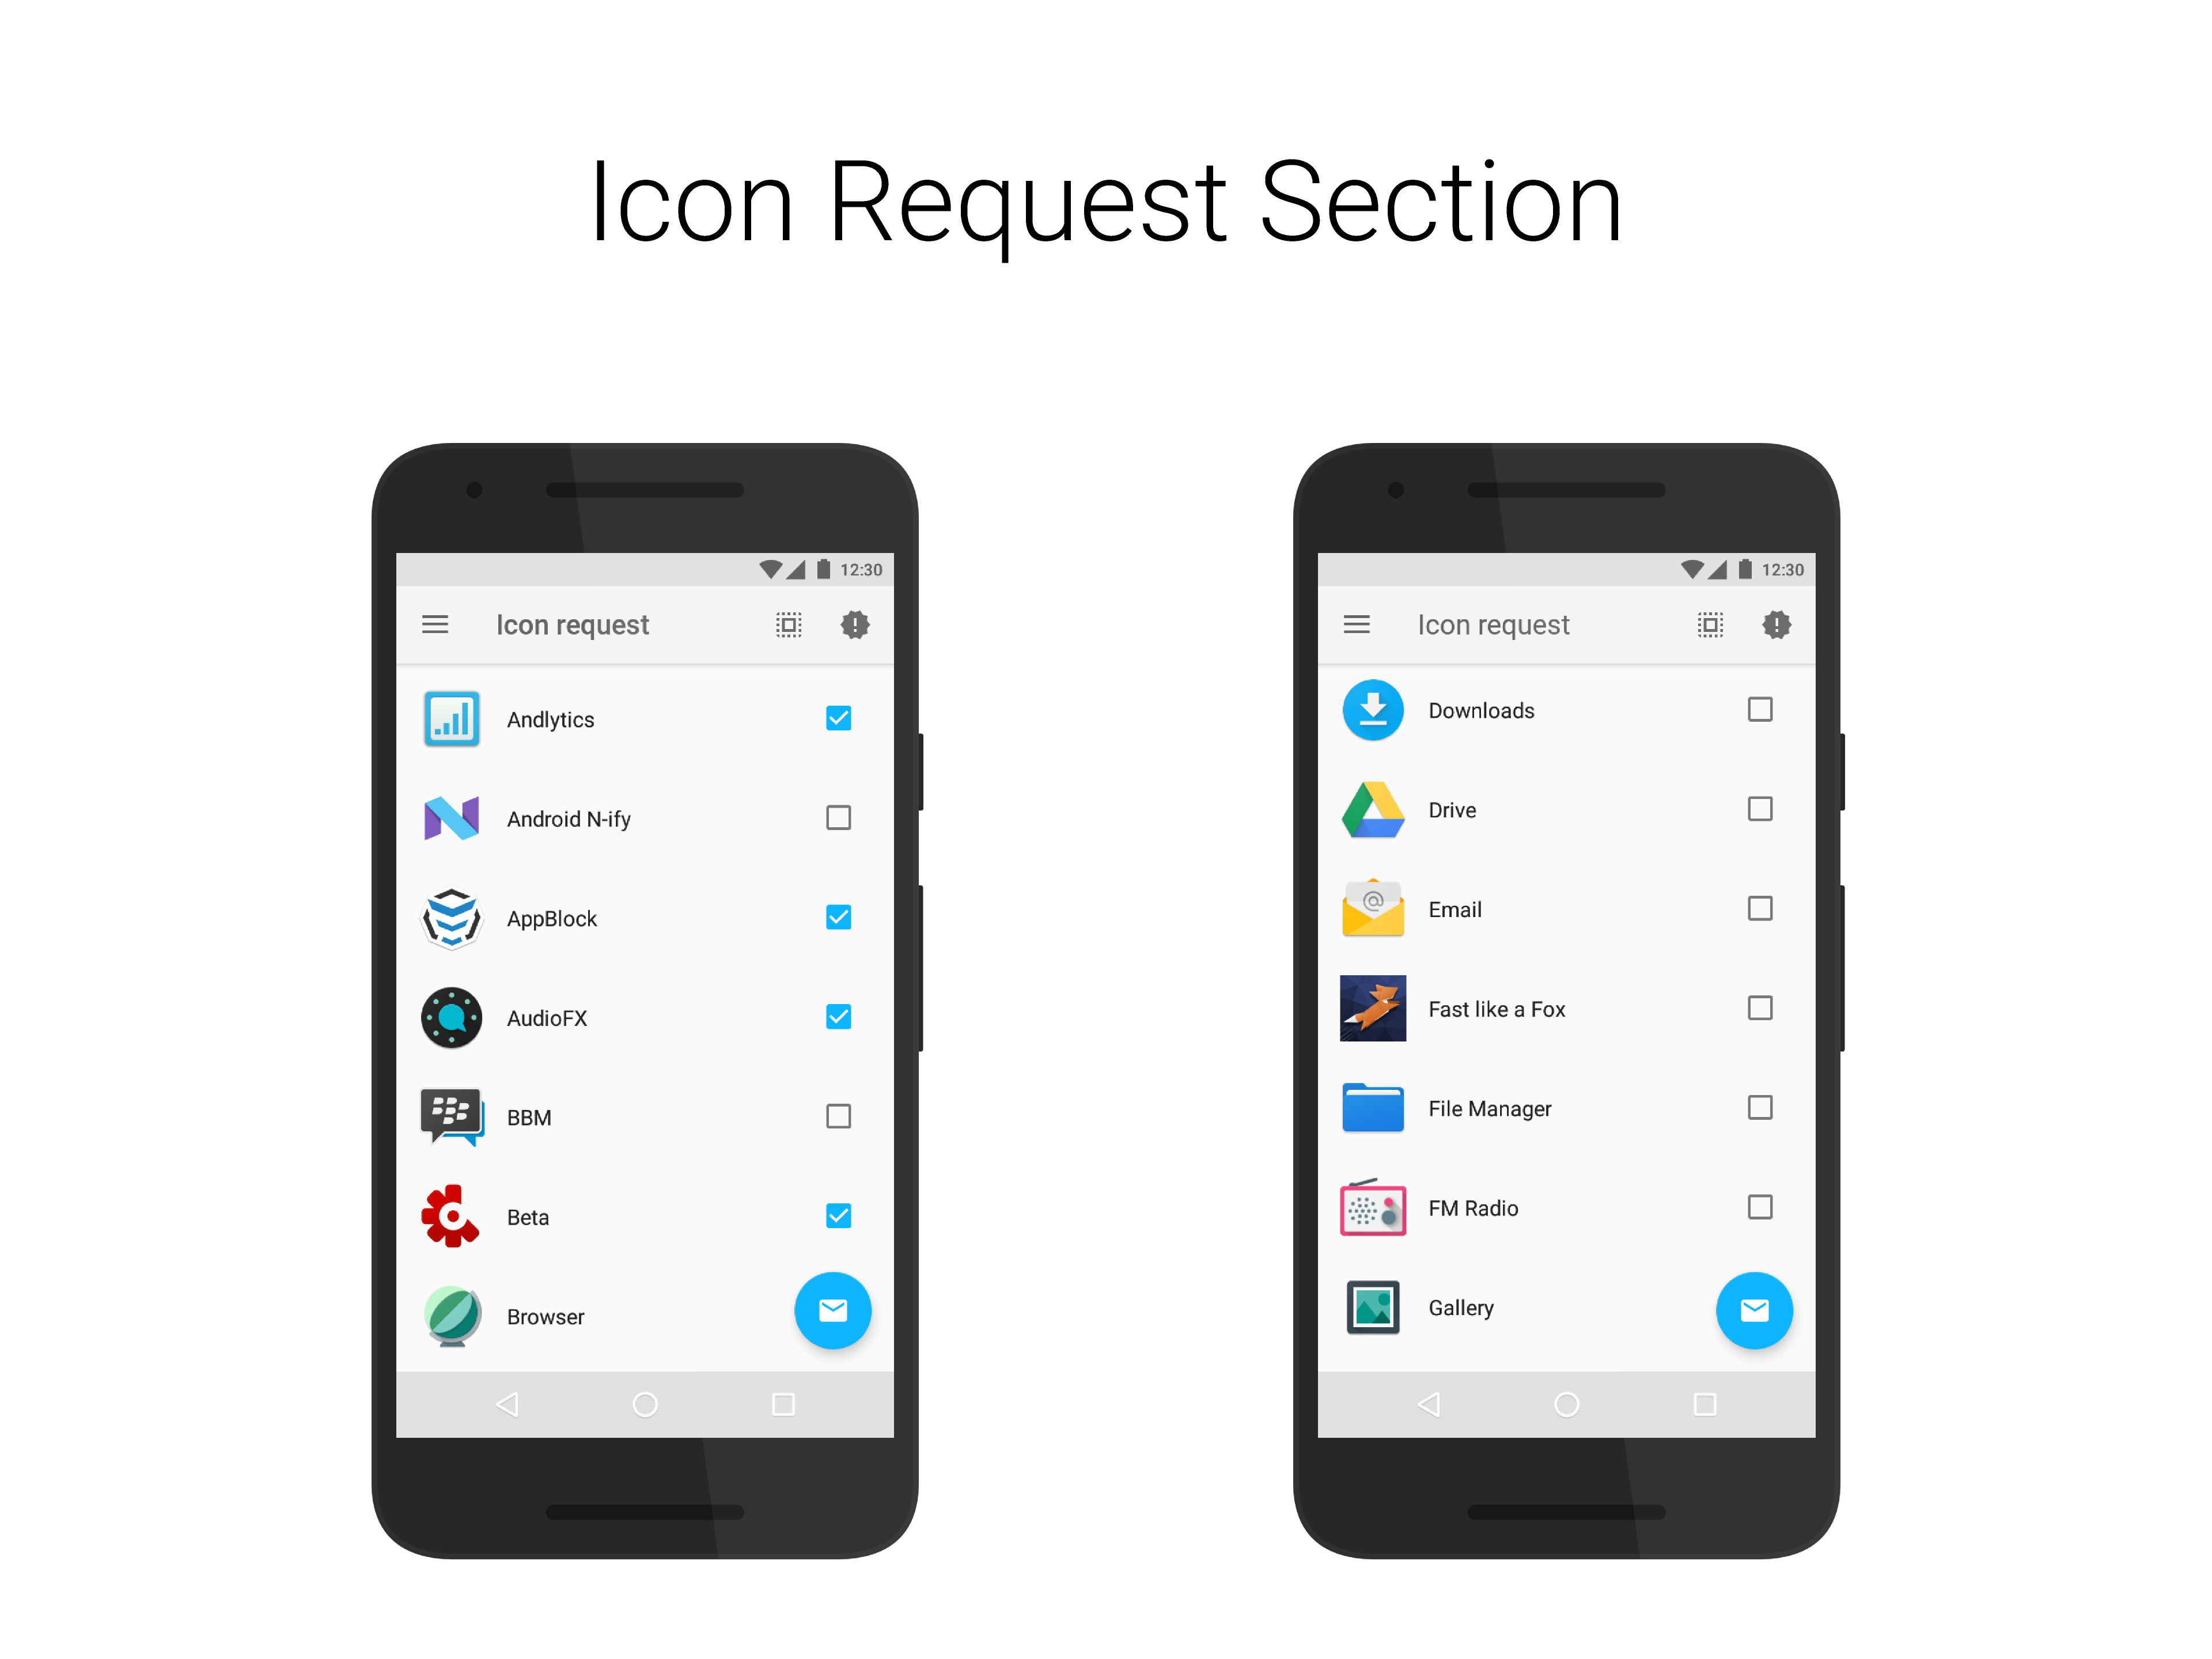 Icon Request Section
12:30
Icon request
Andlytics
Android N-ify
AppBlock
AudioFX
BBM
Beta
Browser
12:30
Icon request
Downloads
Drive
@
Email
Fast like a Fox
File Manager
FM Radio
Gallery